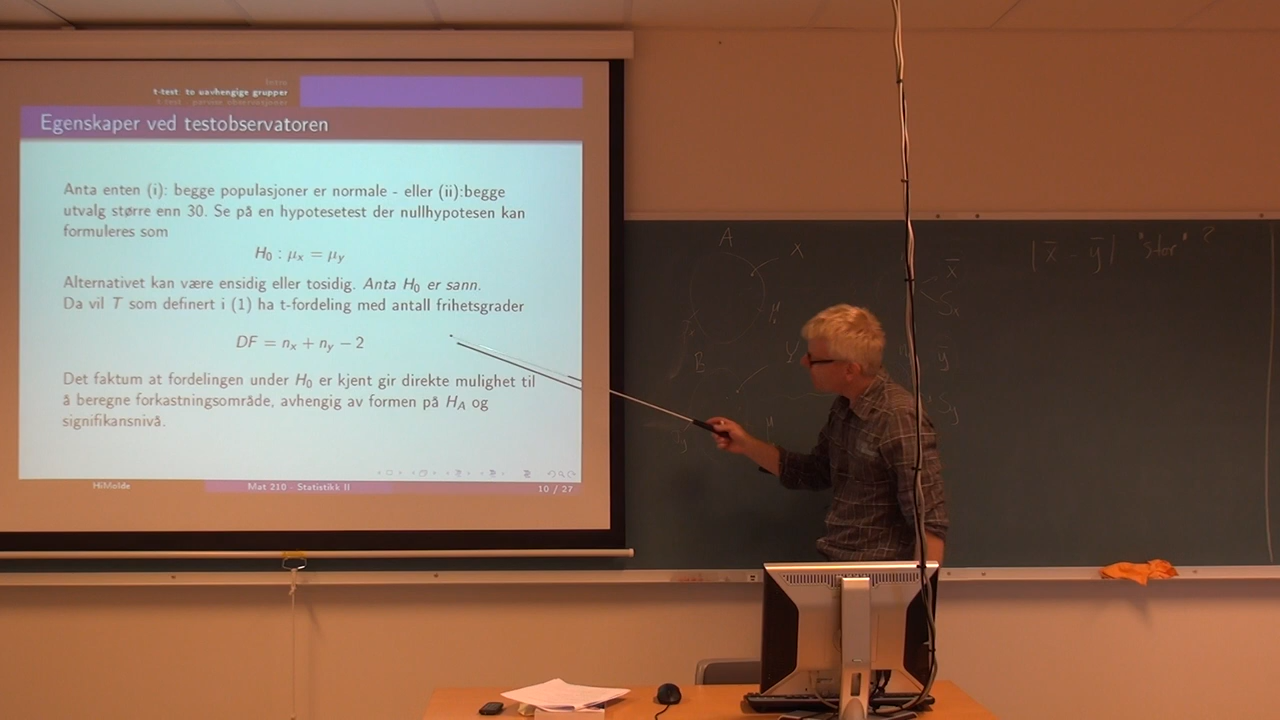 Intro
t-test: to uavhengige grupper
t-test - parvise observasjoner
Egenskaper ved testobservatoren
Anta enten (i): begge populasjoner er normale - eller (ii):begge
utvalg større enn 30. Se på en hypotesetest der nullhypotesen kan
formuleres som
H₀ : μₓ = μᵧ
Alternativet kan være ensidig eller tosidig. Anta H₀ er sann.
Da vil T som definert i (1) ha t-fordeling med antall frihetsgrader
DF = nₓ + nᵧ − 2
Det faktum at fordelingen under H₀ er kjent gir direkte mulighet til
å beregne forkastningsområde, avhengig av formen på H_A og
signifikansnivå.
HiMolde
Mat 210 - Statistikk II
10 / 27
A
X
B
Y
x̄
Sₓ
ȳ
Sᵧ
|x̄ - ȳ| "stor" ?